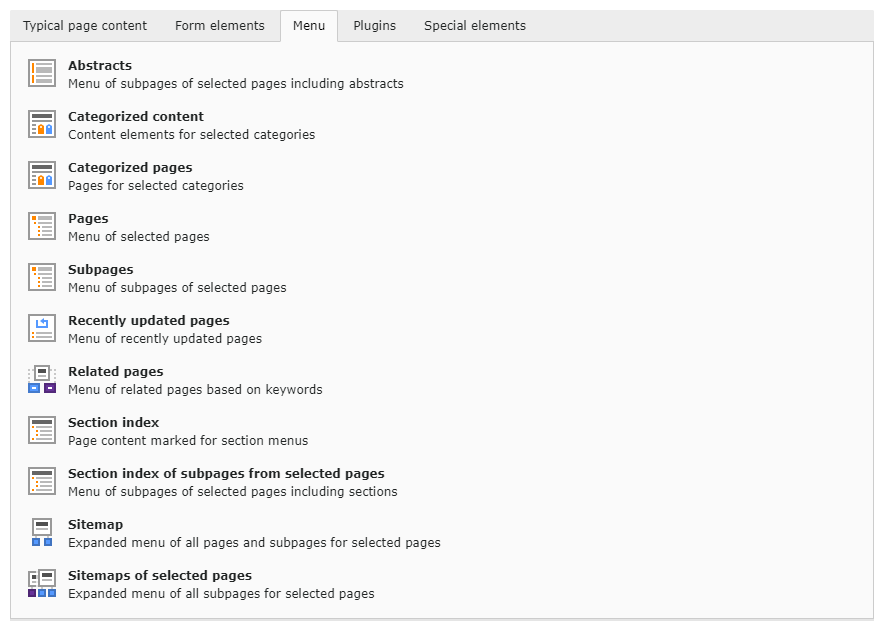 Typical page content Form elements Menu Plugins Special elements
Abstracts
Menu of subpages of selected pages including abstracts
Categorized content
Content elements for selected categories
Categorized pages
Pages for selected categories
Pages
Menu of selected pages
Subpages
Menu of subpages of selected pages
Recently updated pages
Menu of recently updated pages
Related pages
Menu of related pages based on keywords
Section index
Page content marked for section menus
Section index of subpages from selected pages
Menu of subpages of selected pages including sections
Sitemap
Expanded menu of all pages and subpages for selected pages
Sitemaps of selected pages
Expanded menu of all subpages for selected pages